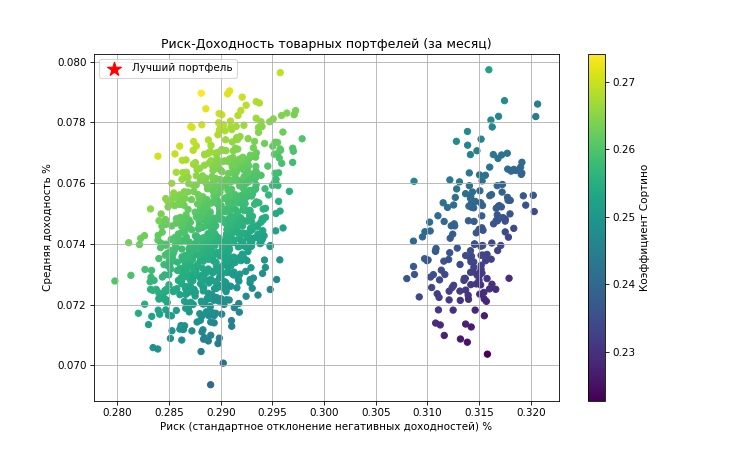 Риск-Доходность товарных портфелей (за месяц)
Лучший портфель
Средняя доходность %
0.080
0.078
0.076
0.074
0.072
0.070
0.280 0.285 0.290 0.295 0.300 0.305 0.310 0.315 0.320
Риск (стандартное отклонение негативных доходностей) %
0.27
0.26
0.25
0.24
0.23
Коэффициент Сортино